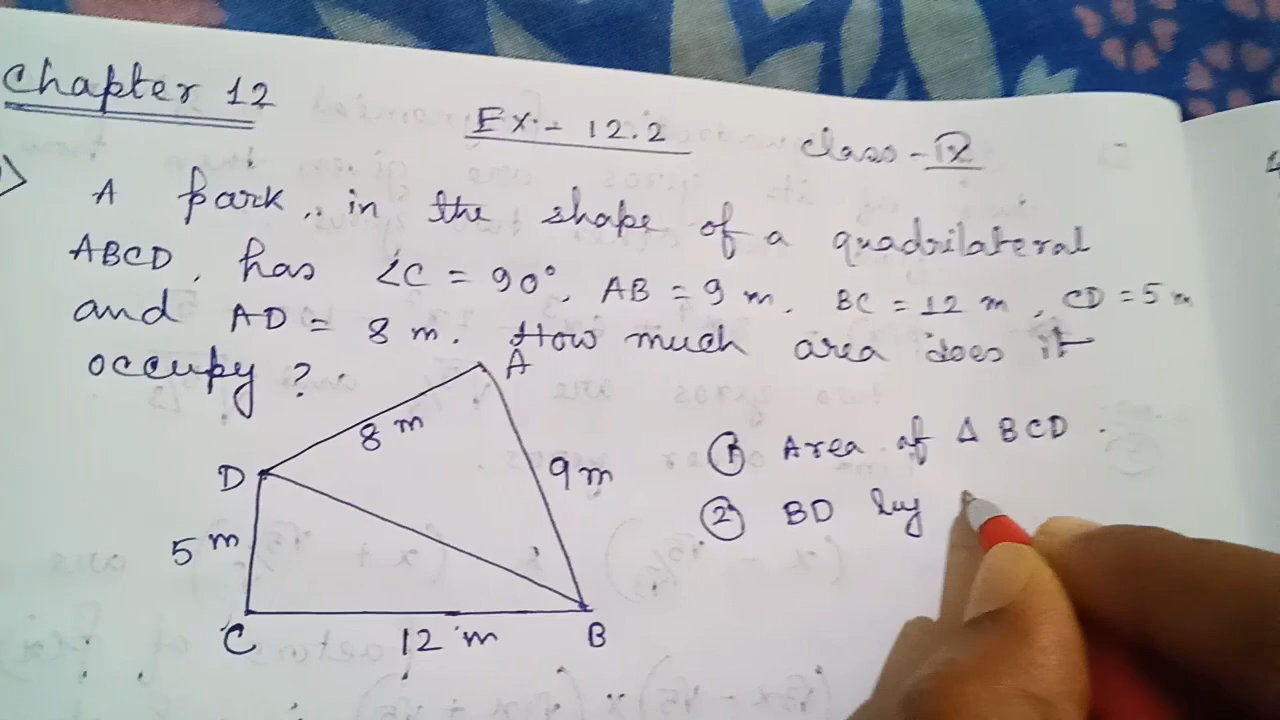 Chapter 12
Ex- 12.2
Class-IX
A park, in the shape of a quadrilateral
ABCD, has ∠C = 90°, AB = 9 m, BC = 12 m, CD = 5 m
and AD = 8 m. How much area does it
occupy?
A
8 m
D
9 m
5 m
C
12 m
B
① Area of Δ BCD.
② BD